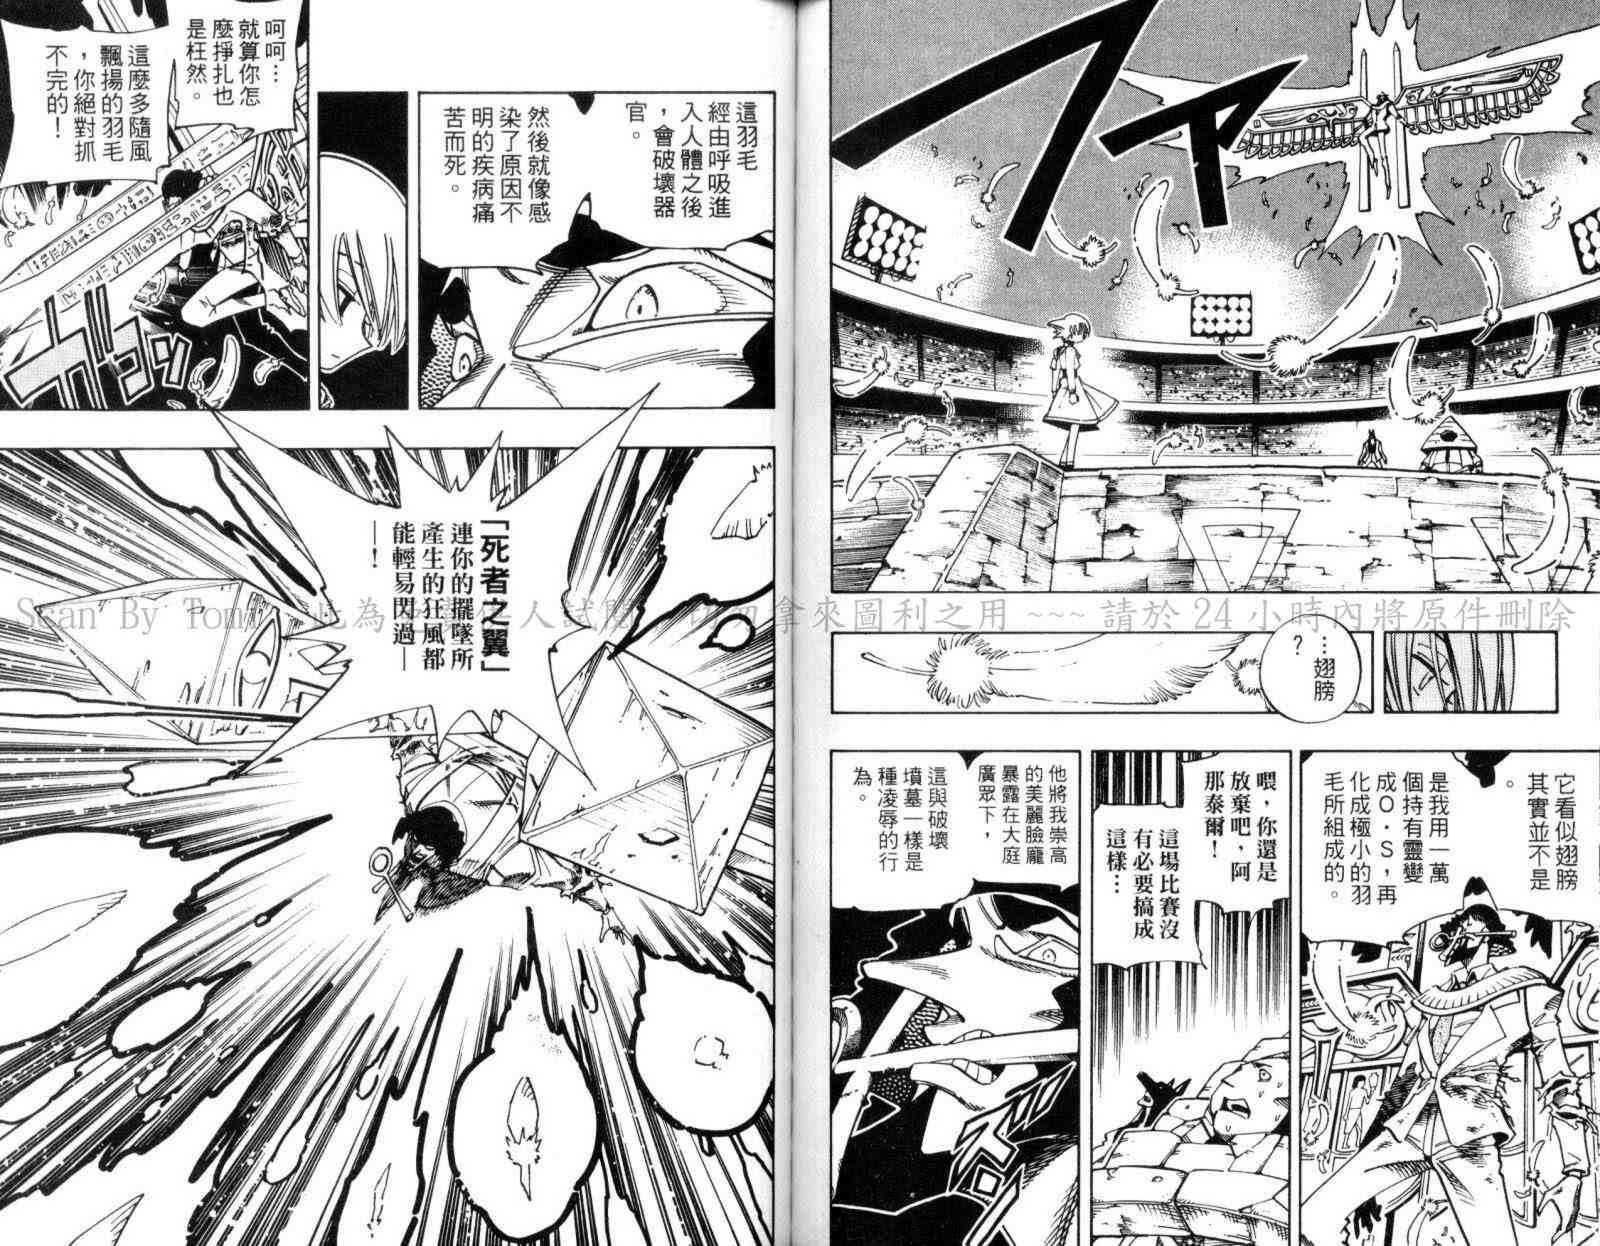 ファ
…翅膀
？
它看似翅膀
其實並不是
。
是我用一萬
個持有靈變
成O・S，再
化成極小的羽
毛所組成的。
喂，你還是
放棄吧，阿
那泰爾！
這場比賽沒
有必要搞成
這樣…
他將我崇高
的美麗臉龐
暴露在大庭
廣眾下，
這與破壞
墳墓一樣是
種凌辱的行
為。
這羽毛
經由呼吸進
入人體之後
，會破壞器
官。
然後就像感
染了原因不
明的疾病痛
苦而死。
呵呵…
就算你怎
麼掙扎也
是枉然。
這麼多隨風
飄揚的羽毛
，你絕對抓
不完的！
「死者之翼」
連你的擺墜所
產生的狂風都
能輕易閃過—
—！
Scan By Tom
拿來圖利之用 ~~~ 請於 24 小時內將原件刪除